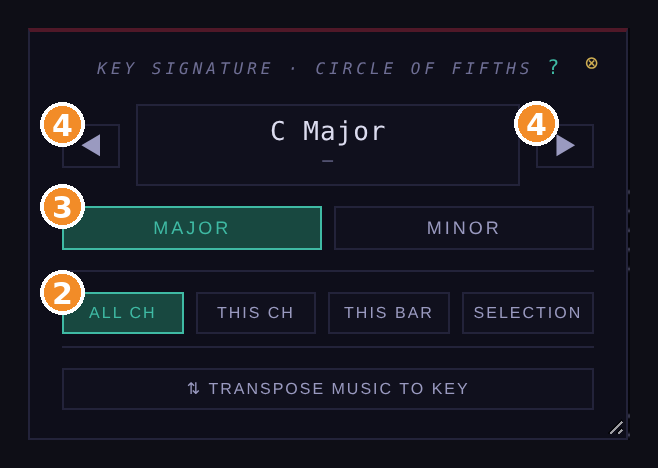 KEY SIGNATURE · CIRCLE OF FIFTHS ? ⊗
4 ◀ C Major 4 ▶
—
3 MAJOR MINOR
2 ALL CH THIS CH THIS BAR SELECTION
⇅ TRANSPOSE MUSIC TO KEY